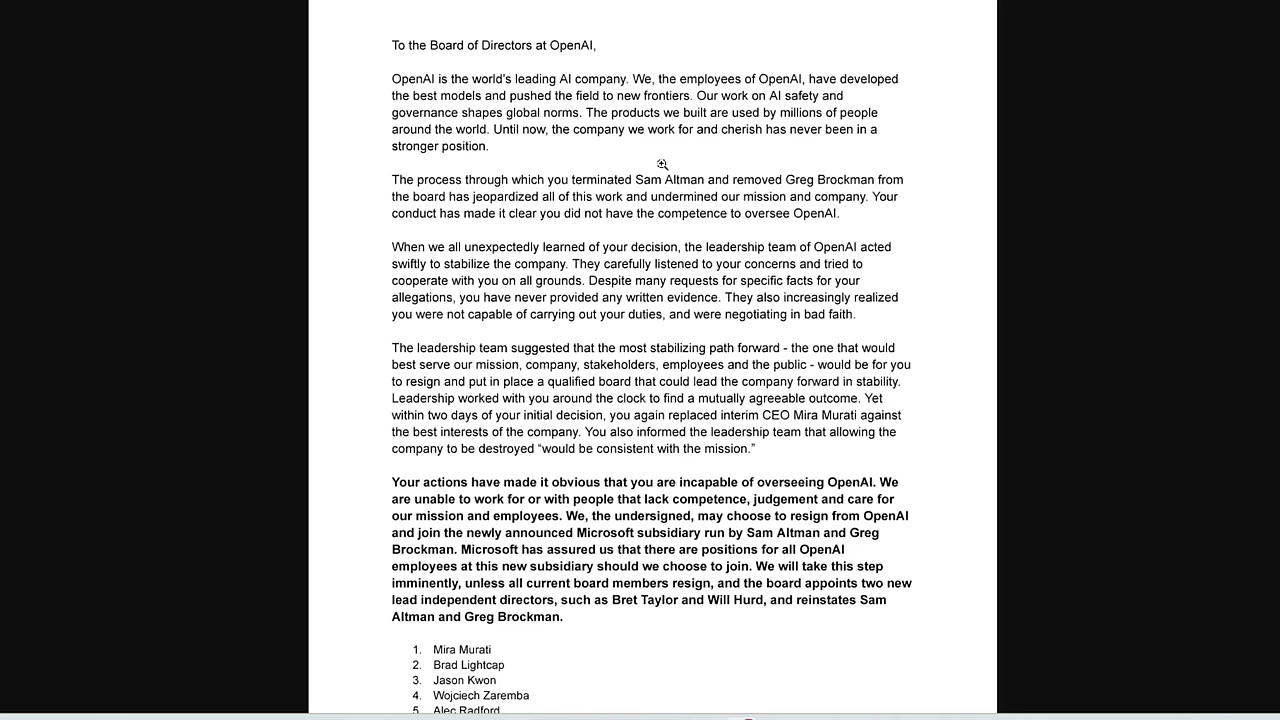 To the Board of Directors at OpenAI,
OpenAI is the world's leading AI company. We, the employees of OpenAI, have developed
the best models and pushed the field to new frontiers. Our work on AI safety and
governance shapes global norms. The products we built are used by millions of people
around the world. Until now, the company we work for and cherish has never been in a
stronger position.
The process through which you terminated Sam Altman and removed Greg Brockman from
the board has jeopardized all of this work and undermined our mission and company. Your
conduct has made it clear you did not have the competence to oversee OpenAI.
When we all unexpectedly learned of your decision, the leadership team of OpenAI acted
swiftly to stabilize the company. They carefully listened to your concerns and tried to
cooperate with you on all grounds. Despite many requests for specific facts for your
allegations, you have never provided any written evidence. They also increasingly realized
you were not capable of carrying out your duties, and were negotiating in bad faith.
The leadership team suggested that the most stabilizing path forward - the one that would
best serve our mission, company, stakeholders, employees and the public - would be for you
to resign and put in place a qualified board that could lead the company forward in stability.
Leadership worked with you around the clock to find a mutually agreeable outcome. Yet
within two days of your initial decision, you again replaced interim CEO Mira Murati against
the best interests of the company. You also informed the leadership team that allowing the
company to be destroyed “would be consistent with the mission.”
Your actions have made it obvious that you are incapable of overseeing OpenAI. We
are unable to work for or with people that lack competence, judgement and care for
our mission and employees. We, the undersigned, may choose to resign from OpenAI
and join the newly announced Microsoft subsidiary run by Sam Altman and Greg
Brockman. Microsoft has assured us that there are positions for all OpenAI
employees at this new subsidiary should we choose to join. We will take this step
imminently, unless all current board members resign, and the board appoints two new
lead independent directors, such as Bret Taylor and Will Hurd, and reinstates Sam
Altman and Greg Brockman.
1. Mira Murati
2. Brad Lightcap
3. Jason Kwon
4. Wojciech Zaremba
5. Alec Radford